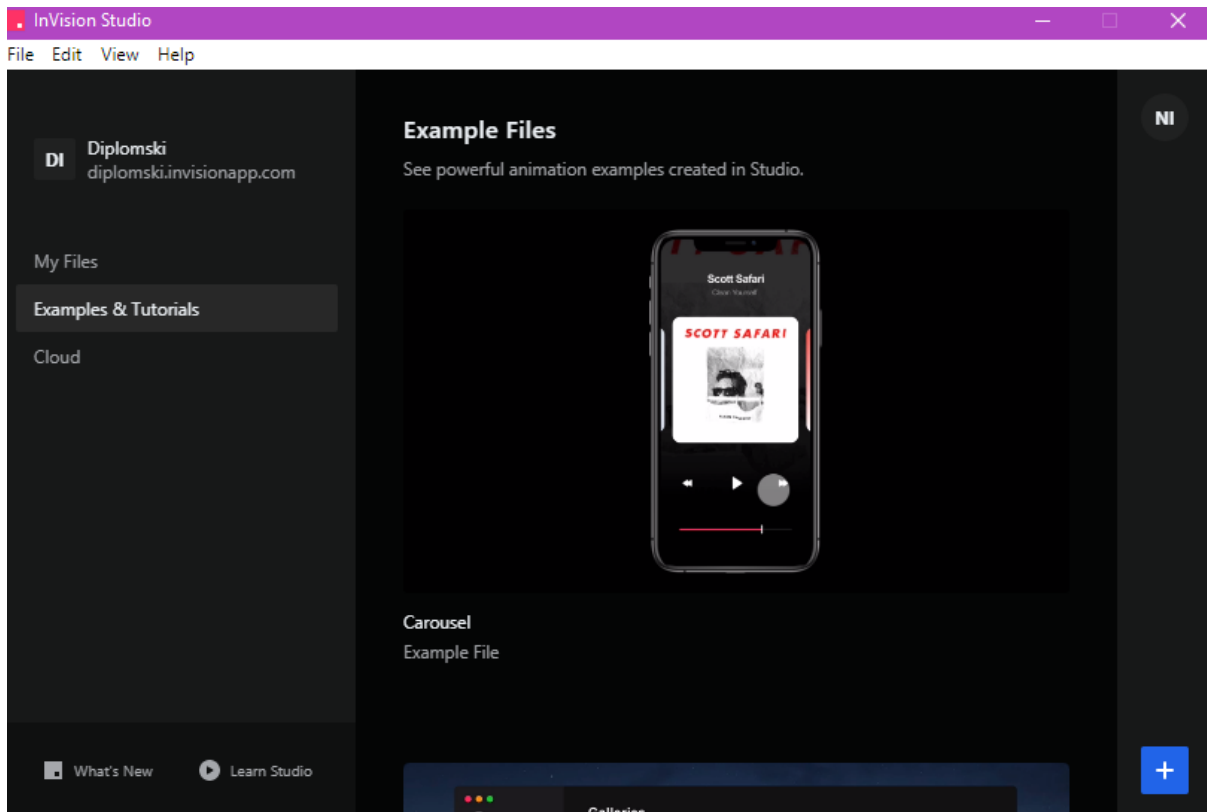 InVision Studio
File Edit View Help
DI
Diplomski
diplomski.invisionapp.com
My Files
Examples & Tutorials
Cloud
What's New
Learn Studio
Example Files
See powerful animation examples created in Studio.
Scott Safari
SCOTT SAFARI
Carousel
Example File
Galleries
NI
+